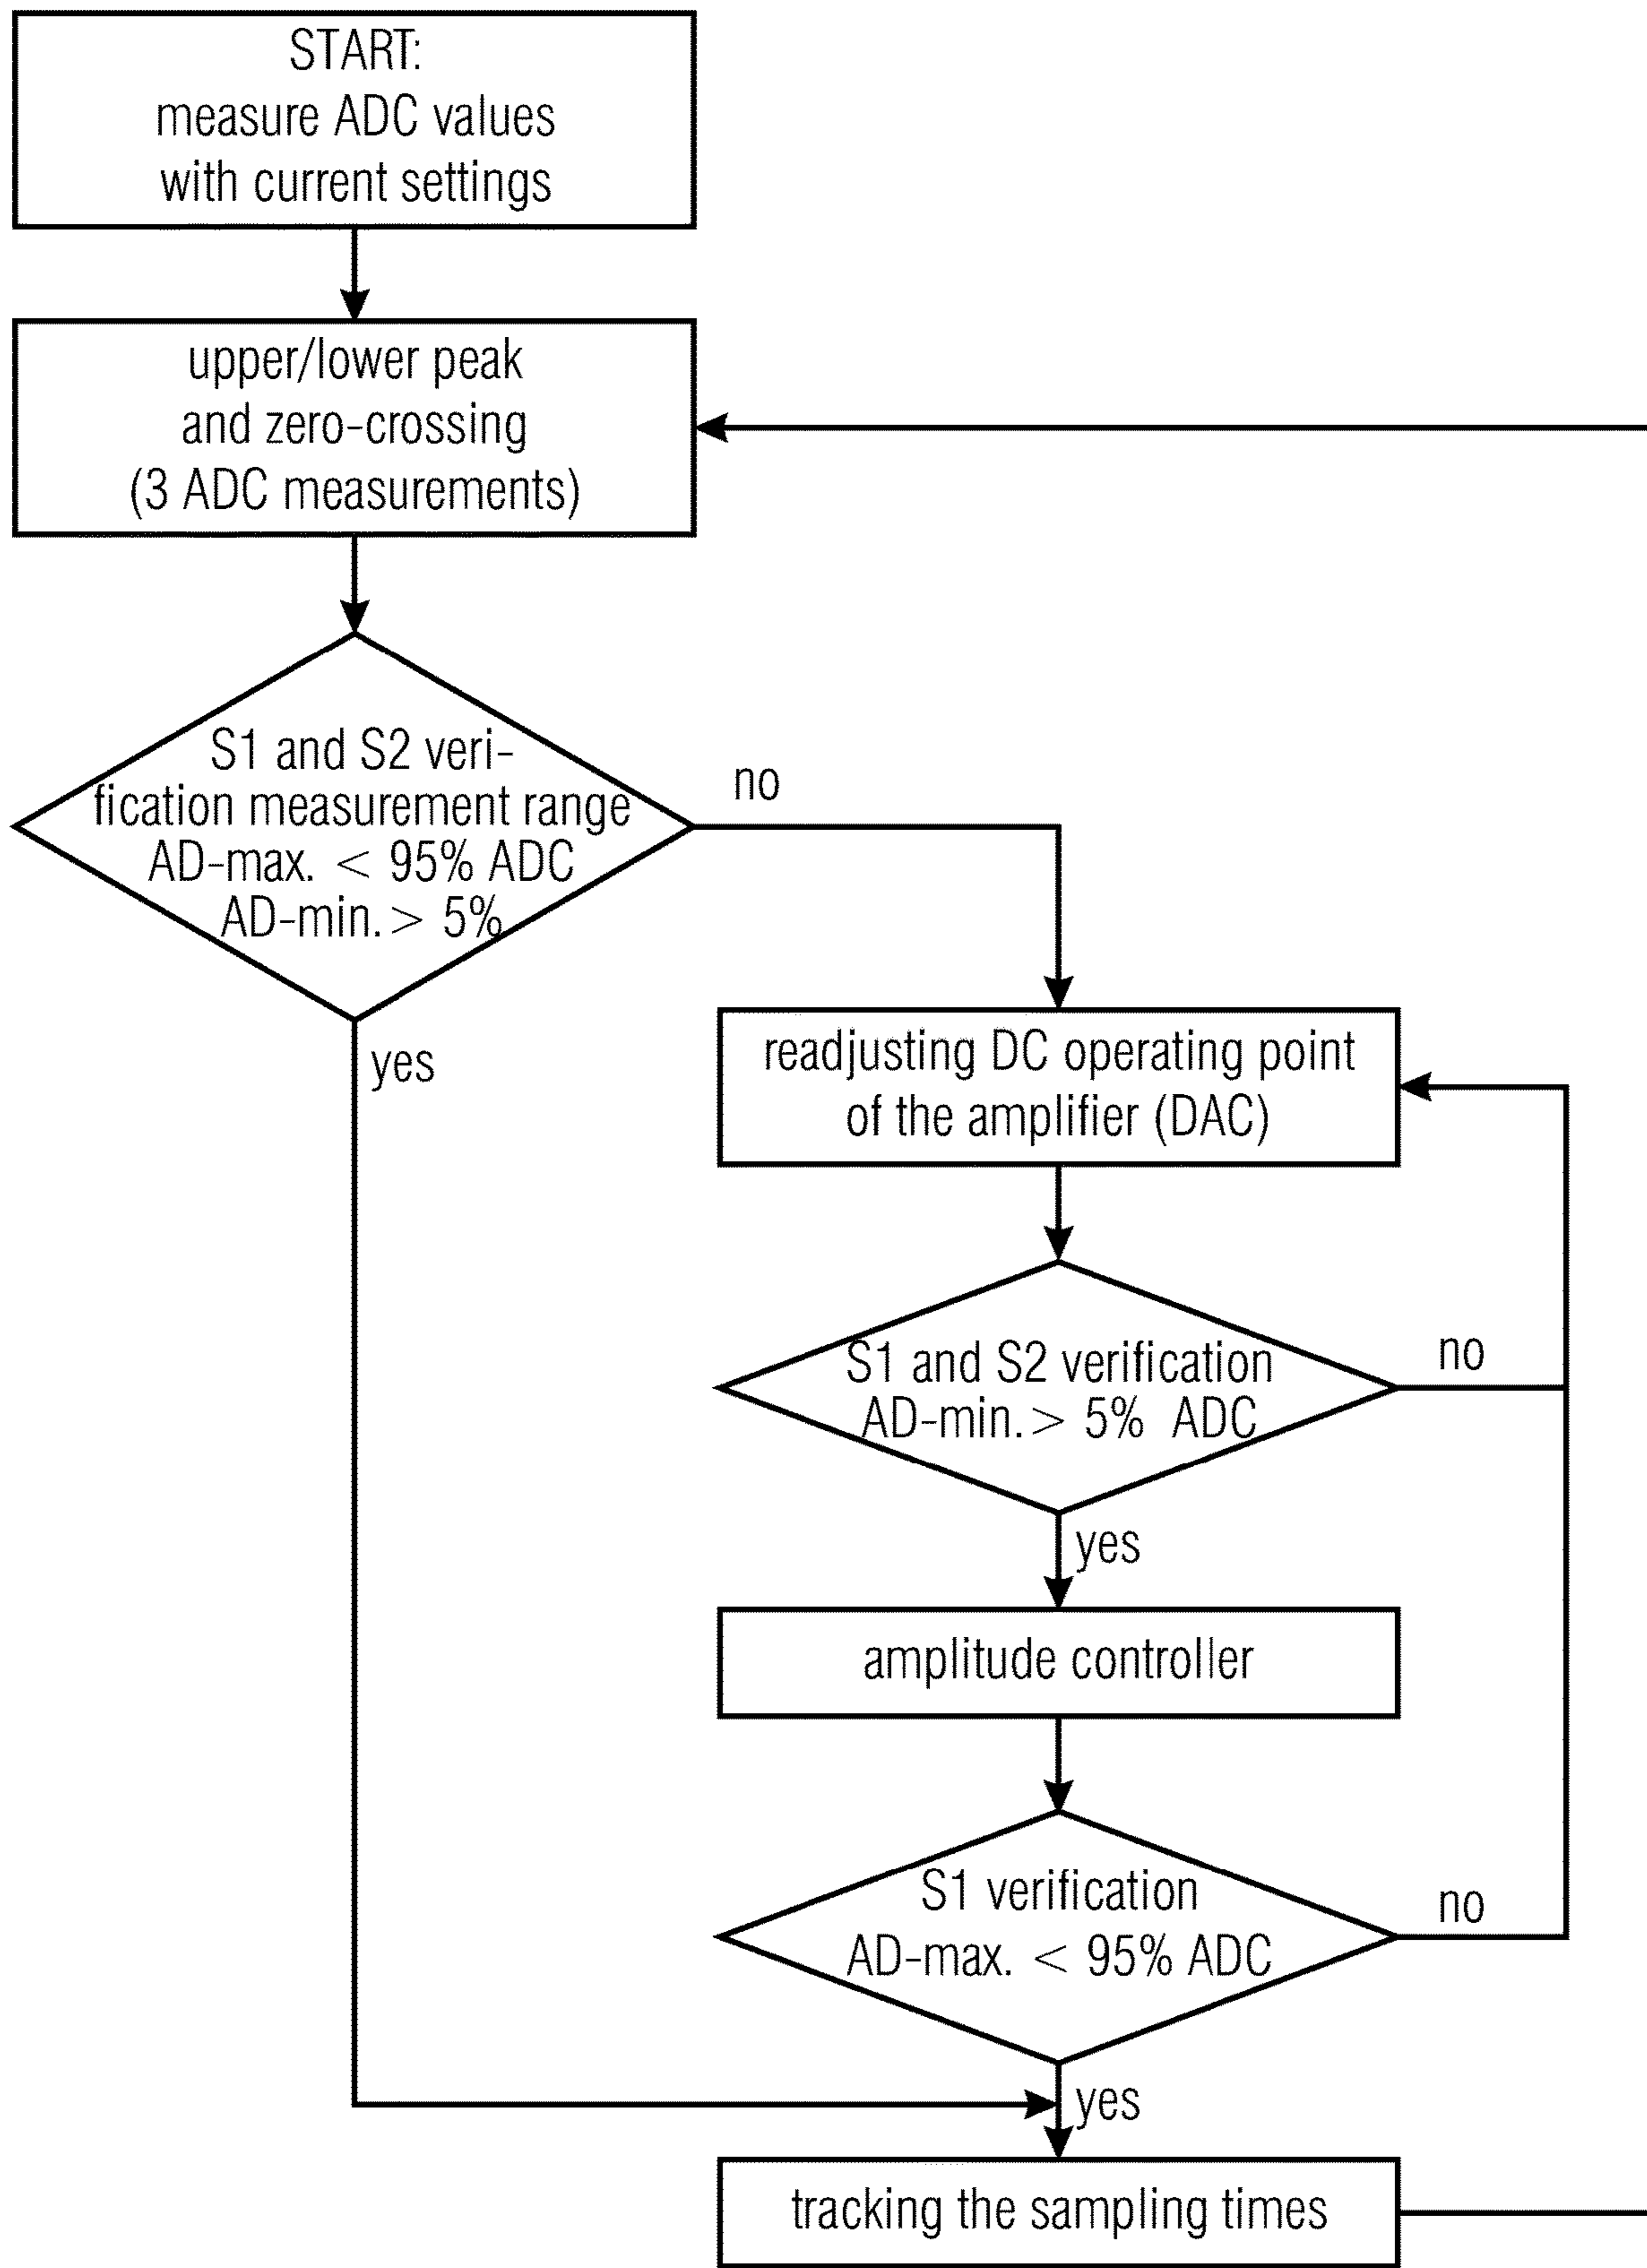 START:
measure ADC values
with current settings
upper/lower peak
and zero-crossing
(3 ADC measurements)
S1 and S2 veri-
fication measurement range
AD-max. < 95% ADC
AD-min. > 5%
no
yes
readjusting DC operating point
of the amplifier (DAC)
S1 and S2 verification
AD-min. > 5% ADC
no
yes
amplitude controller
S1 verification
AD-max. < 95% ADC
no
yes
tracking the sampling times